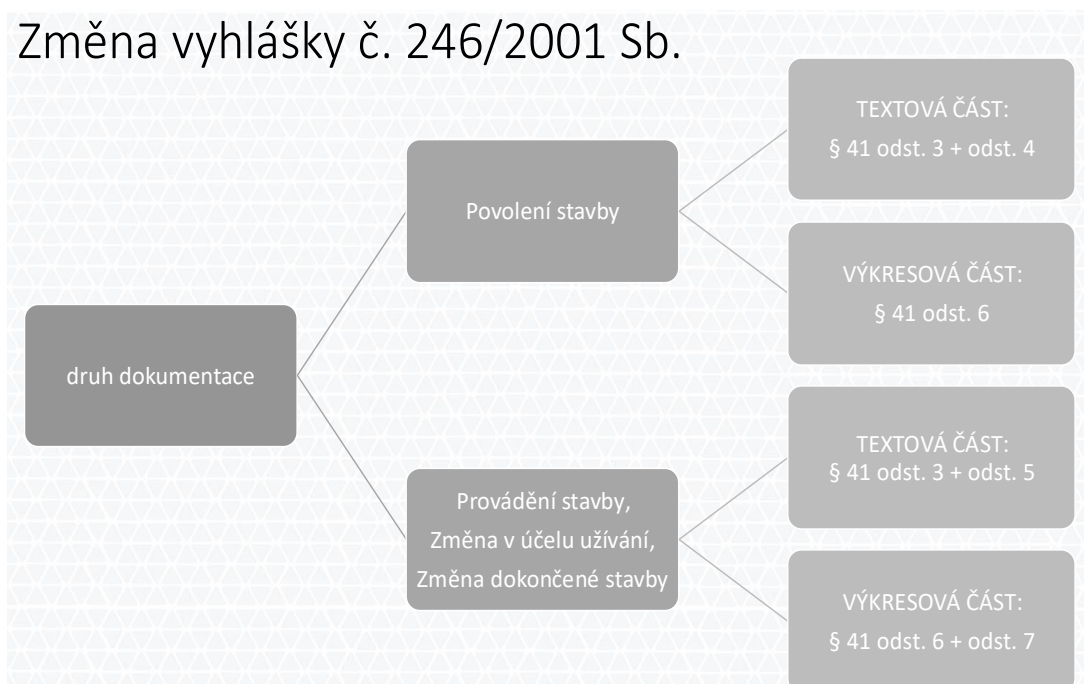 Změna vyhlášky č. 246/2001 Sb.
druh dokumentace
Povolení stavby
TEXTOVÁ ČÁST:
§ 41 odst. 3 + odst. 4
VÝKRESOVÁ ČÁST:
§ 41 odst. 6
Provádění stavby,
Změna v účelu užívání,
Změna dokončené stavby
TEXTOVÁ ČÁST:
§ 41 odst. 3 + odst. 5
VÝKRESOVÁ ČÁST:
§ 41 odst. 6 + odst. 7